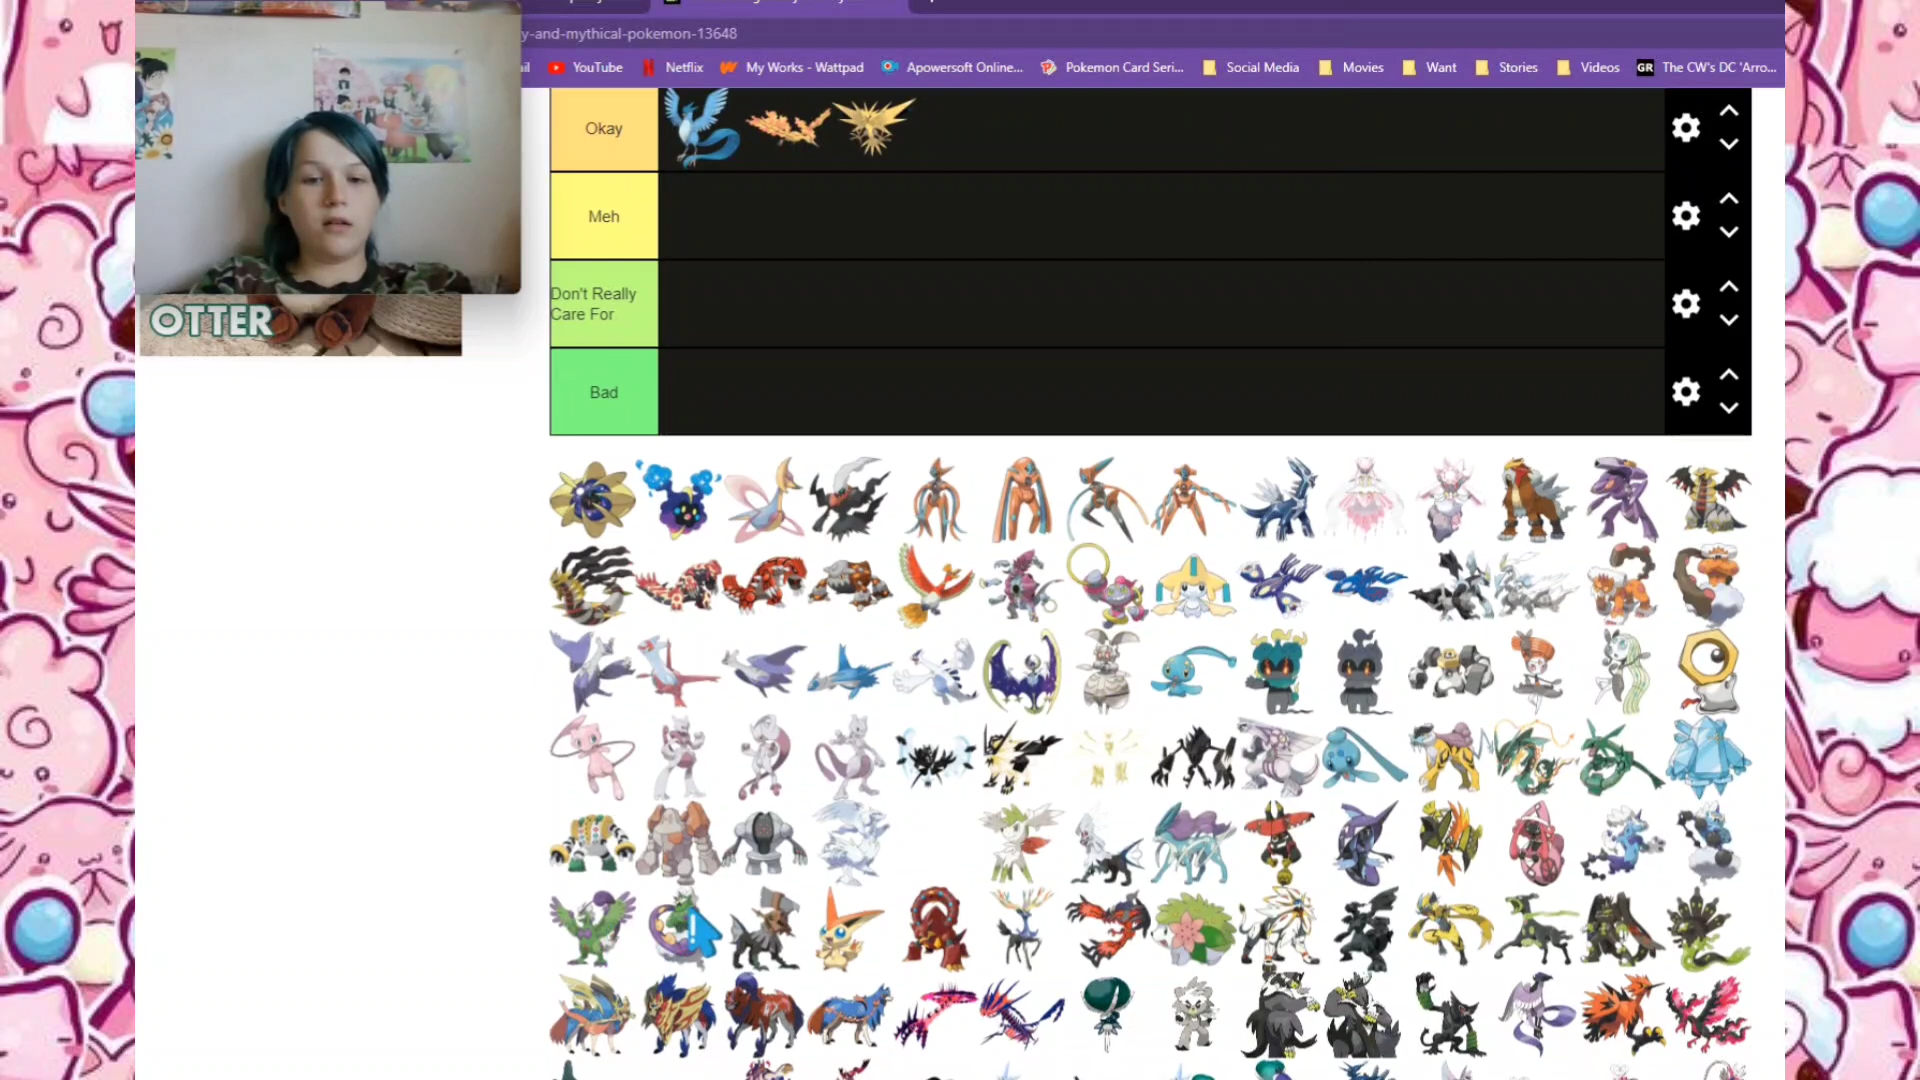 y-and-mythical-pokemon-13648
ail YouTube Netflix My Works - Wattpad Apowersoft Online... Pokemon Card Seri... Social Media Movies Want Stories Videos GR The CW's DC 'Arro...
Okay
Meh
Don't Really
Care For
Bad
OTTER